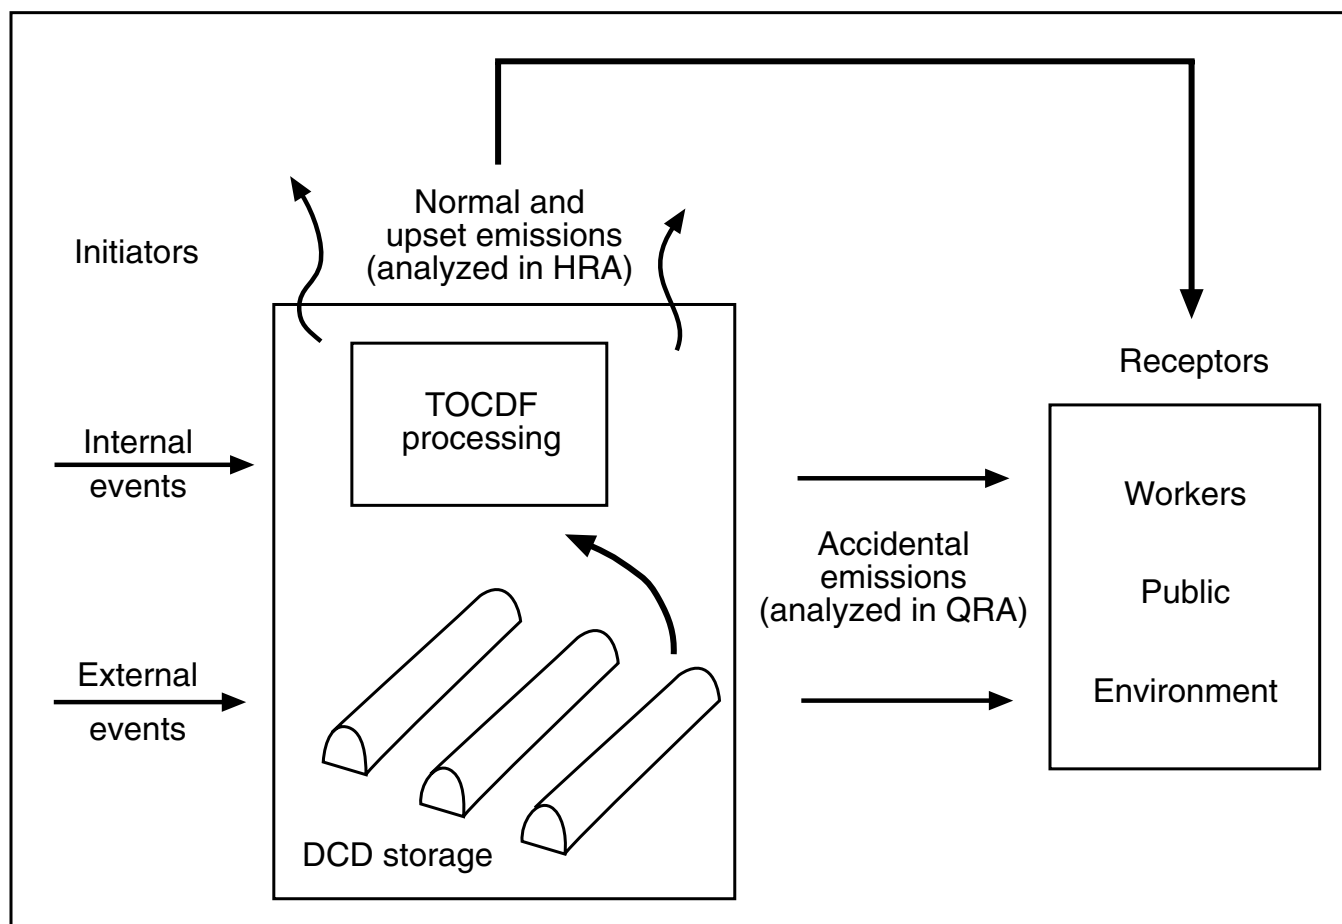 Normal and
upset emissions
(analyzed in HRA)
Initiators
Receptors
TOCDF
processing
Internal
events
Workers
Accidental
emissions
(analyzed in QRA)
Public
External
events
Environment
DCD storage